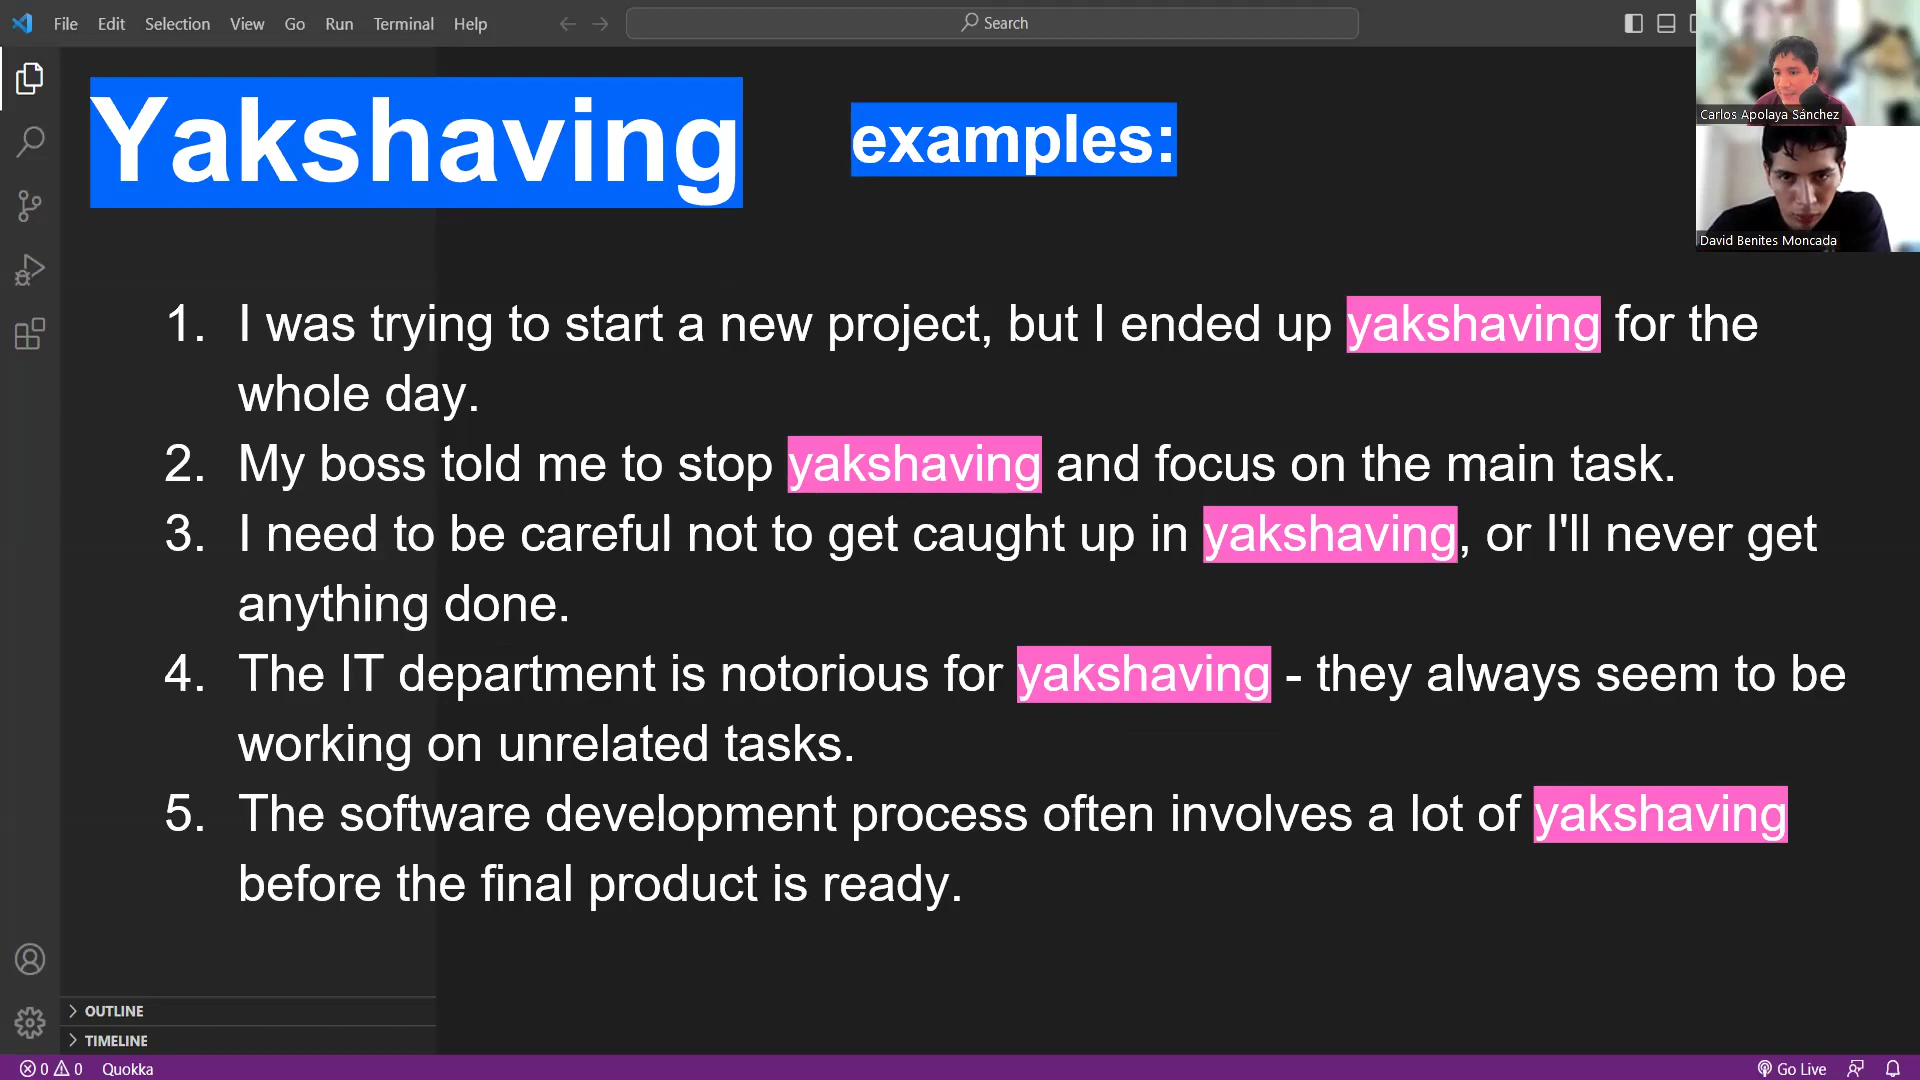 File Edit Selection View Go Run Terminal Help
Search
Carlos Apolaya Sánchez
David Benites Moncada
Yakshaving examples:
1. I was trying to start a new project, but I ended up yakshaving for the
whole day.
2. My boss told me to stop yakshaving and focus on the main task.
3. I need to be careful not to get caught up in yakshaving, or I'll never get
anything done.
4. The IT department is notorious for yakshaving - they always seem to be
working on unrelated tasks.
5. The software development process often involves a lot of yakshaving
before the final product is ready.
OUTLINE
TIMELINE
0 0 Quokka Go Live